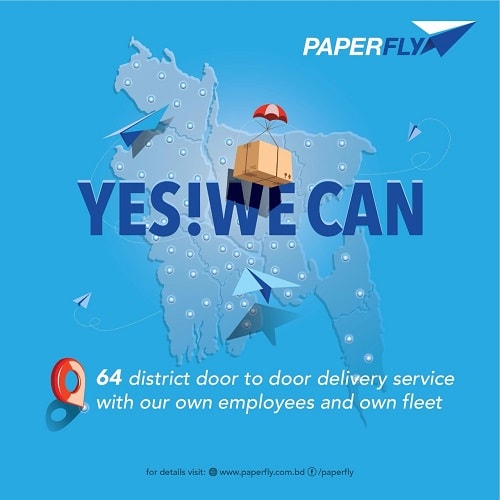 PAPERFLY
YES!WE CAN
64 district door to door delivery service
with our own employees and own fleet
for details visit: www.paperfly.com.bd /paperfly